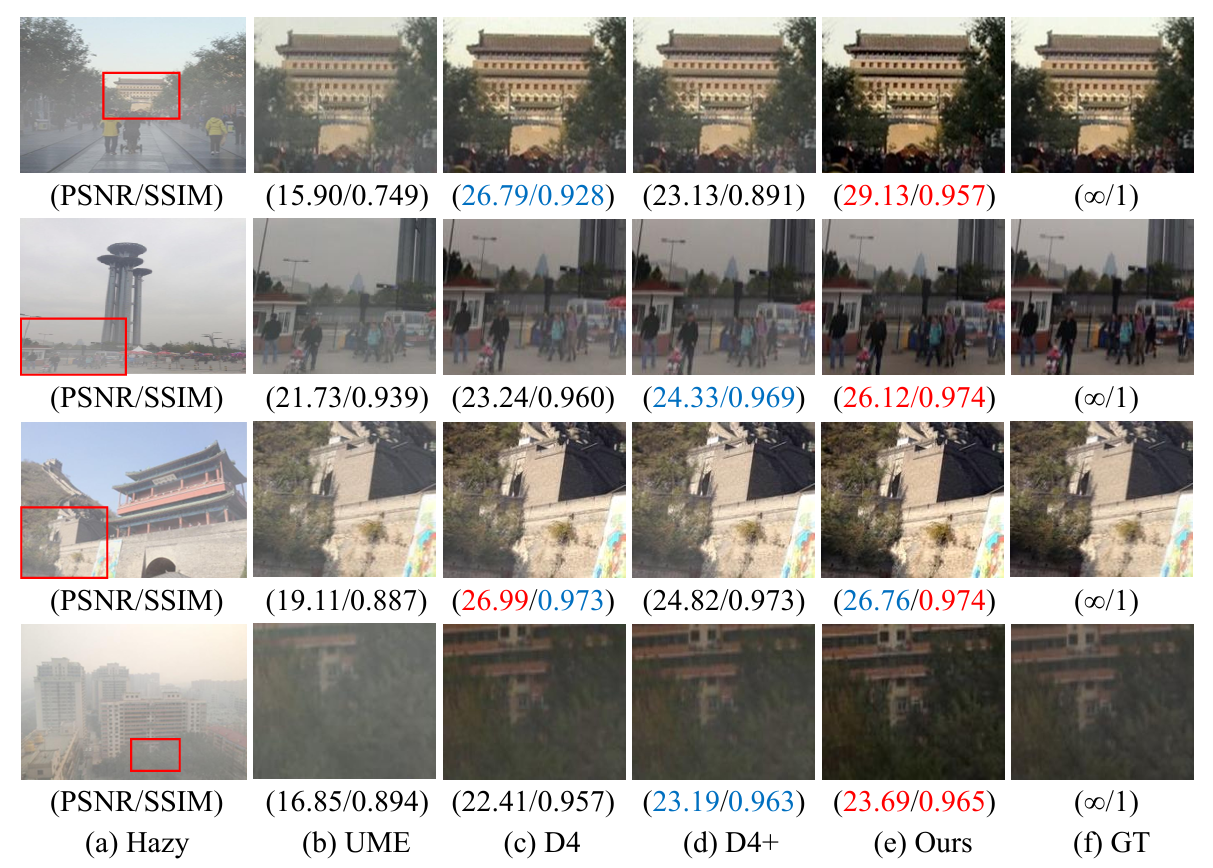 (PSNR/SSIM) (15.90/0.749) (26.79/0.928) (23.13/0.891) (29.13/0.957) (∞/1)
(PSNR/SSIM) (21.73/0.939) (23.24/0.960) (24.33/0.969) (26.12/0.974) (∞/1)
(PSNR/SSIM) (19.11/0.887) (26.99/0.973) (24.82/0.973) (26.76/0.974) (∞/1)
(PSNR/SSIM) (16.85/0.894) (22.41/0.957) (23.19/0.963) (23.69/0.965) (∞/1)
(a) Hazy (b) UME (c) D4 (d) D4+ (e) Ours (f) GT